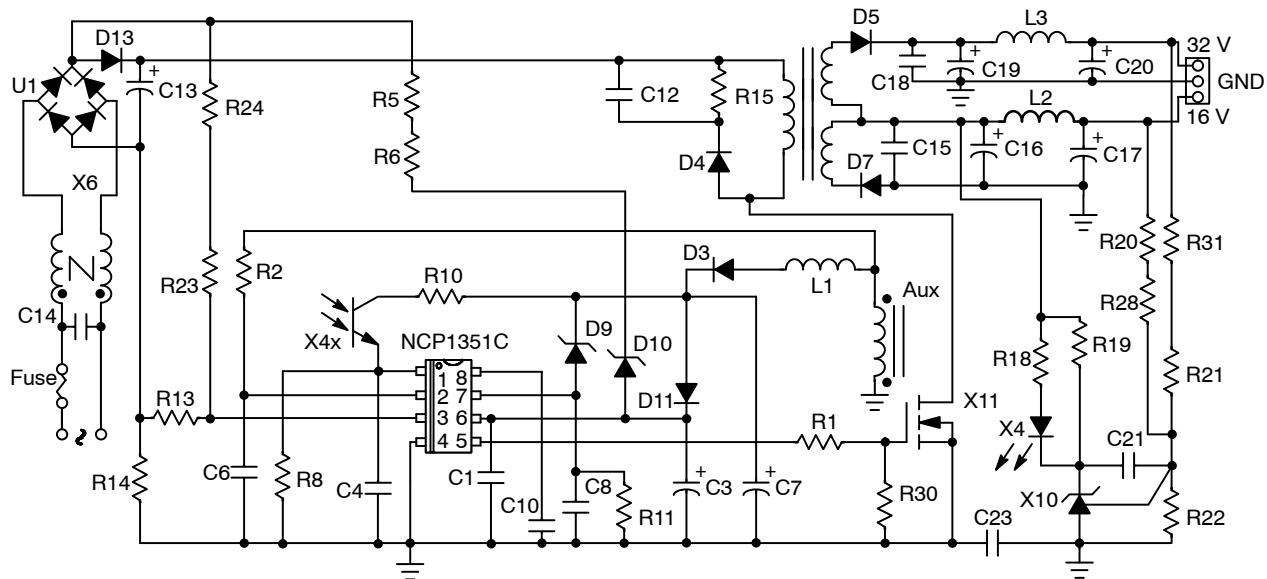 D5
L3
32 V
D13
U1
+
C13
C18
+
C19
+
C20
GND
R24
R5
C12
R15
L2
16 V
R6
D4
C15
+
C16
+
C17
D7
X6
R20
R31
R23
R2
D3
R10
L1
Aux
R28
C14
X4x
NCP1351C
D9
D10
R18
R19
Fuse
1
8
2
7
3
6
4
5
D11
X11
R21
R13
R1
X4
C21
R14
C6
R8
C4
C1
C10
C8
R11
+
C3
+
C7
R30
X10
C23
R22